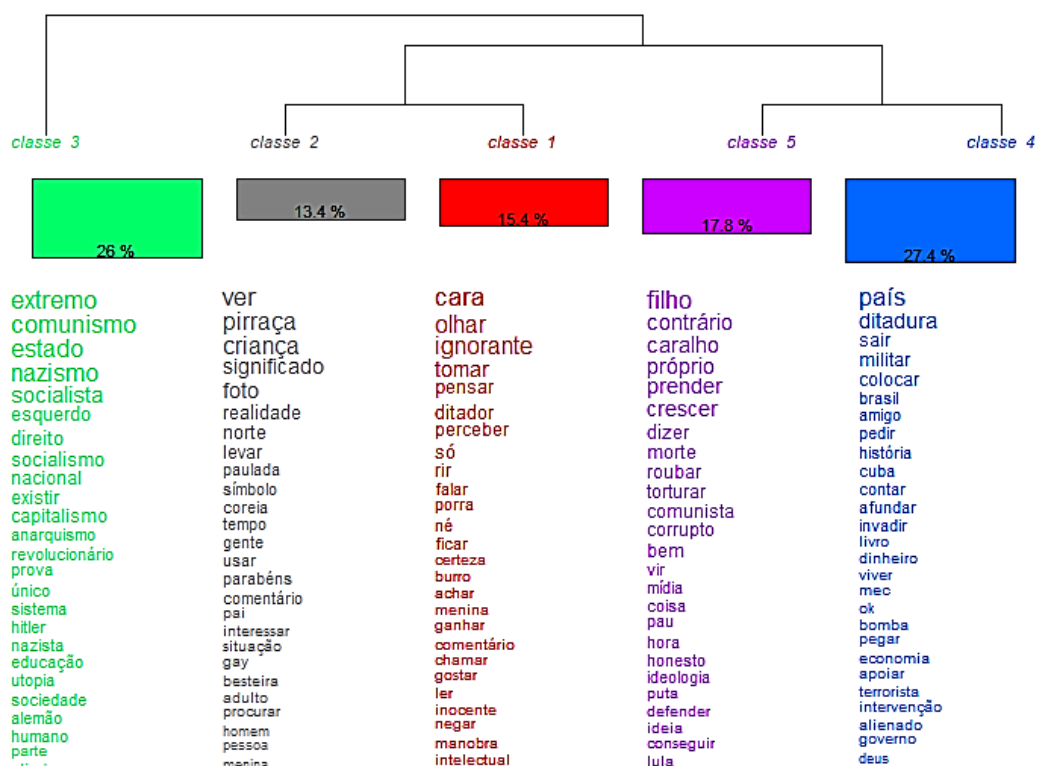 classe 3
classe 2
classe 1
classe 5
classe 4
26 %
13.4 %
15.4 %
17.8 %
27.4 %
extremo
comunismo
estado
nazismo
socialista
esquerdo
direito
socialismo
nacional
existir
capitalismo
anarquismo
revolucionário
prova
único
sistema
hitler
nazista
educação
utopia
sociedade
alemão
humano
parte
ver
pirraça
criança
significado
foto
realidade
norte
levar
paulada
símbolo
coreia
tempo
gente
usar
parabéns
comentário
pai
interessar
situação
gay
besteira
adulto
procurar
homem
pessoa
menina
cara
olhar
ignorante
tomar
pensar
ditador
perceber
só
rir
falar
porra
né
ficar
certeza
burro
achar
menina
ganhar
comentário
chamar
gostar
ler
inocente
negar
manobra
intelectual
filho
contrário
caralho
próprio
prender
crescer
dizer
morte
roubar
torturar
comunista
corrupto
bem
vir
mídia
coisa
pau
hora
honesto
ideologia
puta
defender
ideia
conseguir
lula
país
ditadura
sair
militar
colocar
brasil
amigo
pedir
história
cuba
contar
afundar
invadir
livro
dinheiro
viver
mec
ok
bomba
pegar
economia
apoiar
terrorista
intervenção
alienado
governo
deus